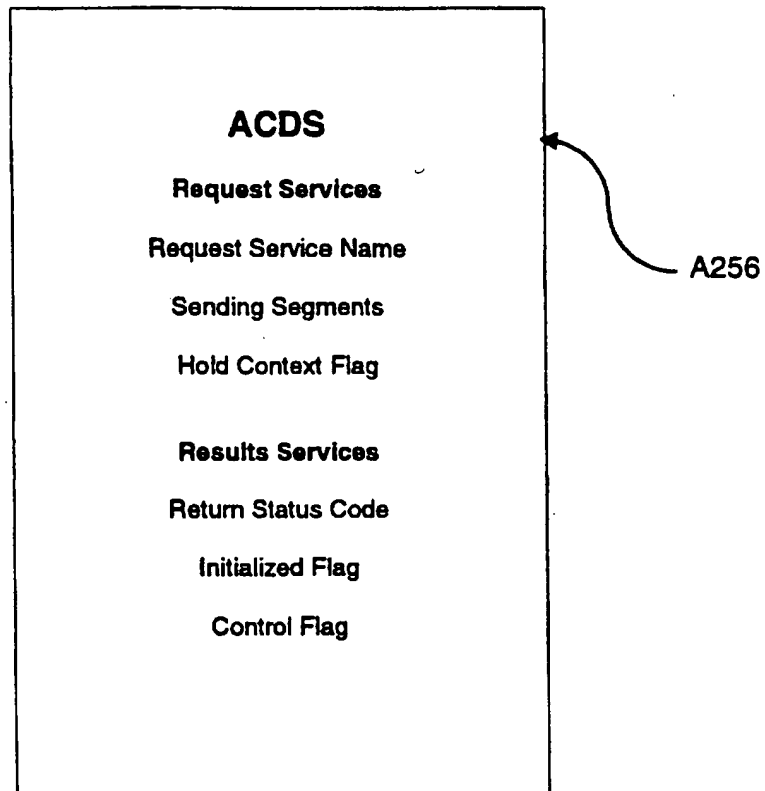 ACDS
Request Services
Request Service Name
Sending Segments
Hold Context Flag
Results Services
Return Status Code
Initialized Flag
Control Flag
A256